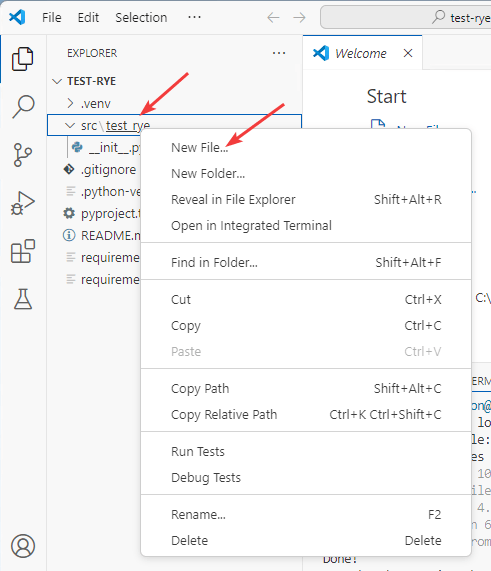 File Edit Selection ... test-rye
EXPLORER ...
Welcome
TEST-RYE
.venv
src\test_rye
__init__.py
.gitignore
.python-ve
pyproject.t
README.m
requireme
requireme
Start
New File...
New Folder...
Reveal in File Explorer Shift+Alt+R
Open in Integrated Terminal
Find in Folder... Shift+Alt+F
Cut Ctrl+X
Copy Ctrl+C
Paste Ctrl+V
Copy Path Shift+Alt+C
Copy Relative Path Ctrl+K Ctrl+Shift+C
Run Tests
Debug Tests
Rename... F2
Delete Delete
C:\
Done!